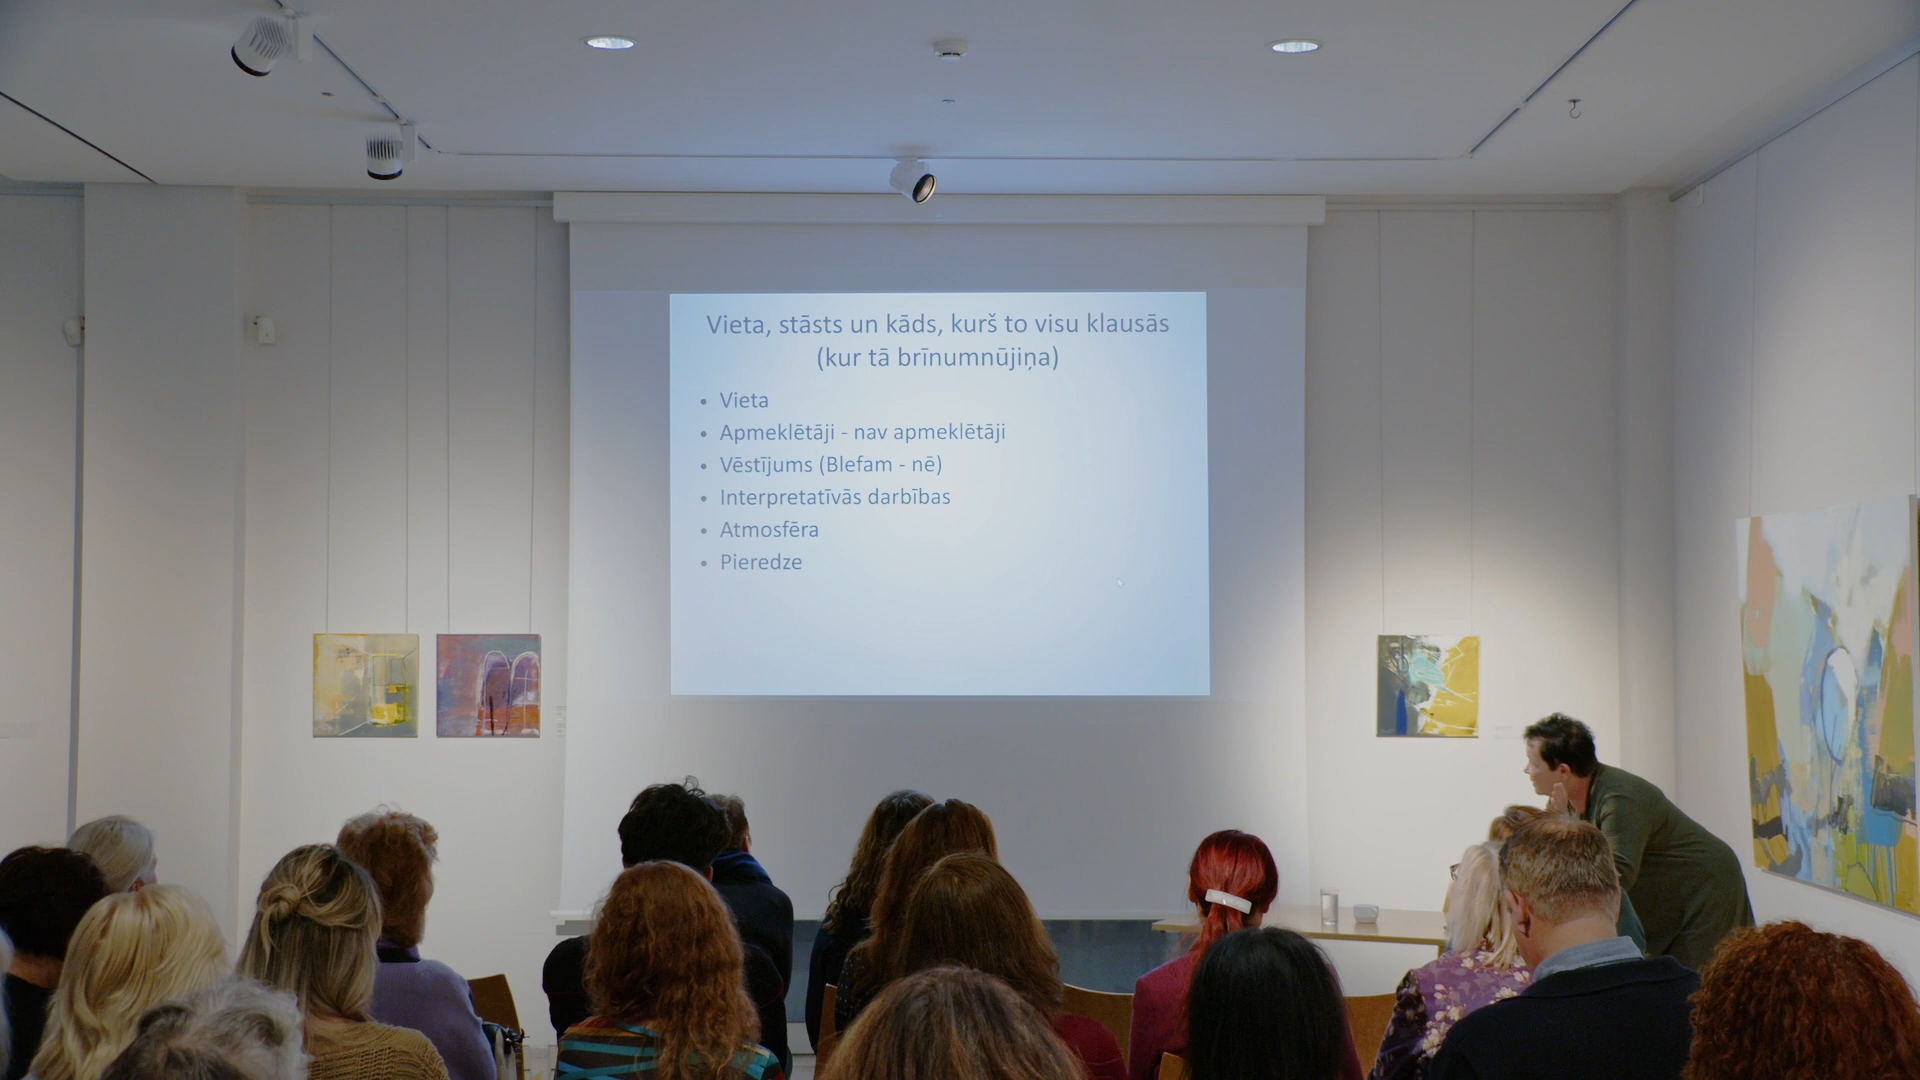 Vieta, stāsts un kāds, kurš to visu klausās
(kur tā brīnumnūjiņa)
• Vieta
• Apmeklētāji - nav apmeklētāji
• Vēstījums (Blefam - nē)
• Interpretatīvās darbības
• Atmosfēra
• Pieredze